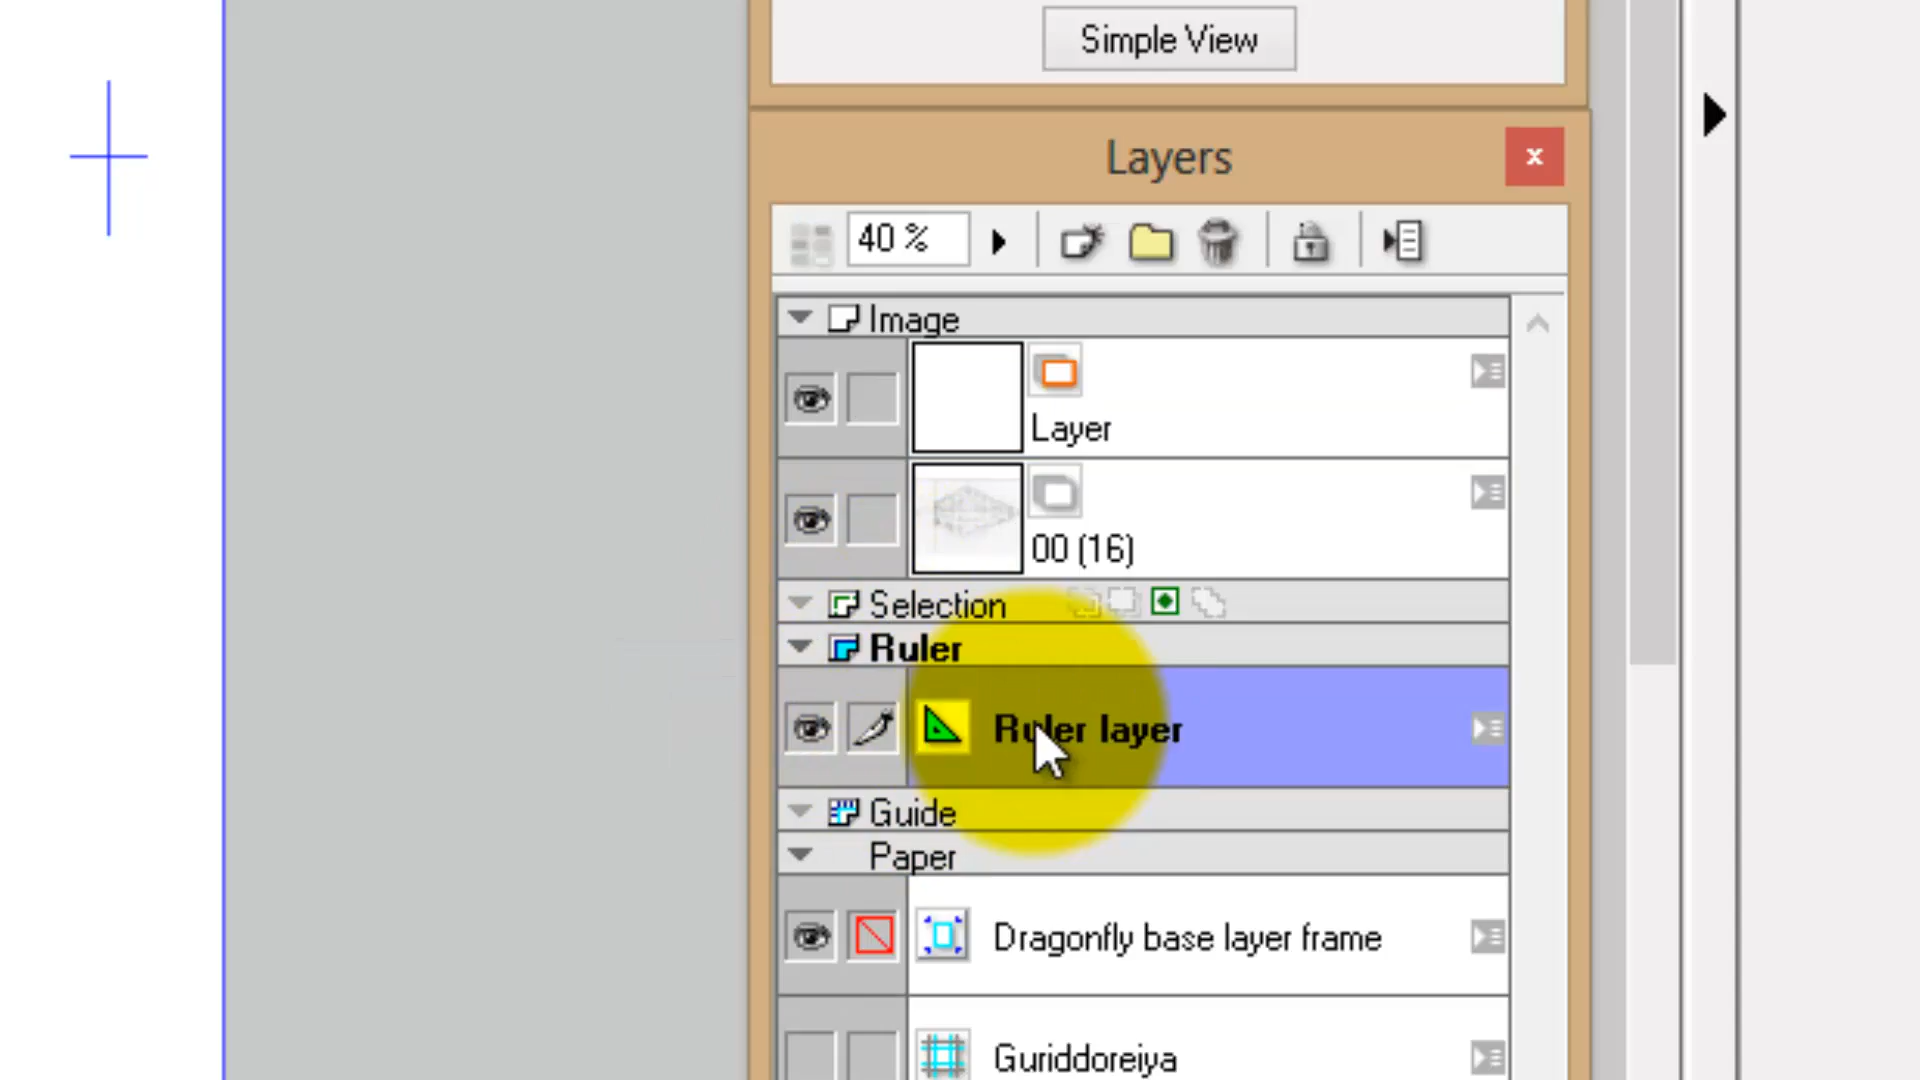 Simple View
Layers
x
40 %
Image
Layer
00 (16)
Selection
Ruler
Ruler layer
Guide
Paper
Dragonfly base layer frame
Guriddoreiya